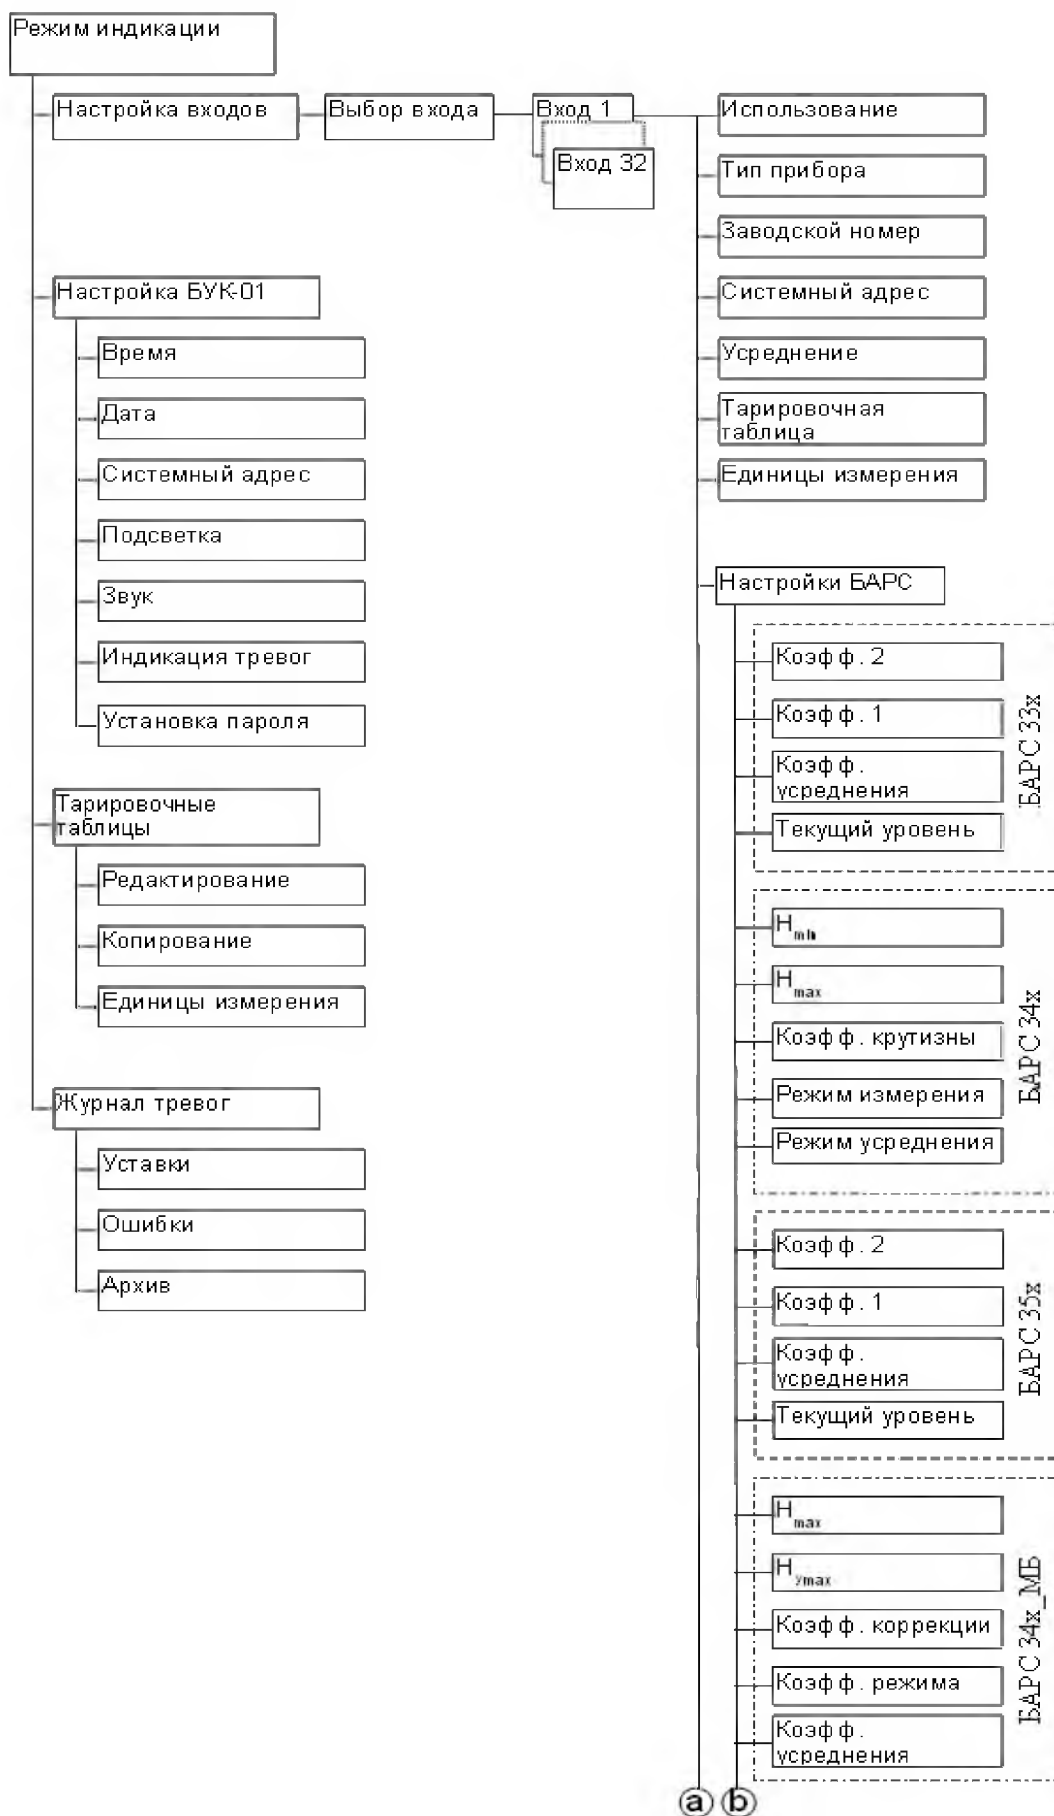 Режим индикации
Настройка входов
Выбор входа
Вход 1
Вход 32
Использование
Тип прибора
Заводской номер
Системный адрес
Усреднение
Тарировочная
таблица
Единицы измерения
Настройка БУК-01
Время
Дата
Системный адрес
Подсветка
Звук
Индикация тревог
Установка пароля
Тарировочные
таблицы
Редактирование
Копирование
Единицы измерения
Журнал тревог
Уставки
Ошибки
Архив
Настройки БАРС
Коэфф. 2
Коэфф. 1
Коэфф.
усреднения
Текущий уровень
БАРС 33х
H min
H max
Коэфф. крутизны
Режим измерения
Режим усреднения
БАРС 34х
Коэфф. 2
Коэфф. 1
Коэфф.
усреднения
Текущий уровень
БАРС 35х
H max
H уmax
Коэфф. коррекции
Коэфф. режима
Коэфф.
усреднения
БАРС 34х_МБ
a b